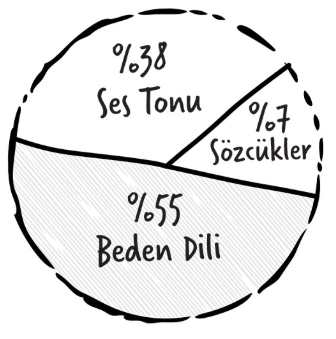 %38
Ses Tonu
%7
Sözcükler
%55
Beden Dili